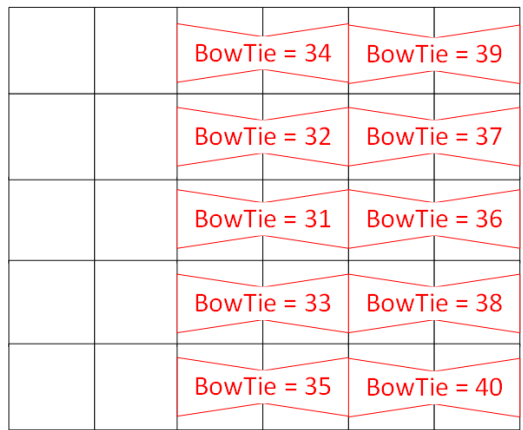 BowTie = 34 BowTie = 39
BowTie = 32 BowTie = 37
BowTie = 31 BowTie = 36
BowTie = 33 BowTie = 38
BowTie = 35 BowTie = 40